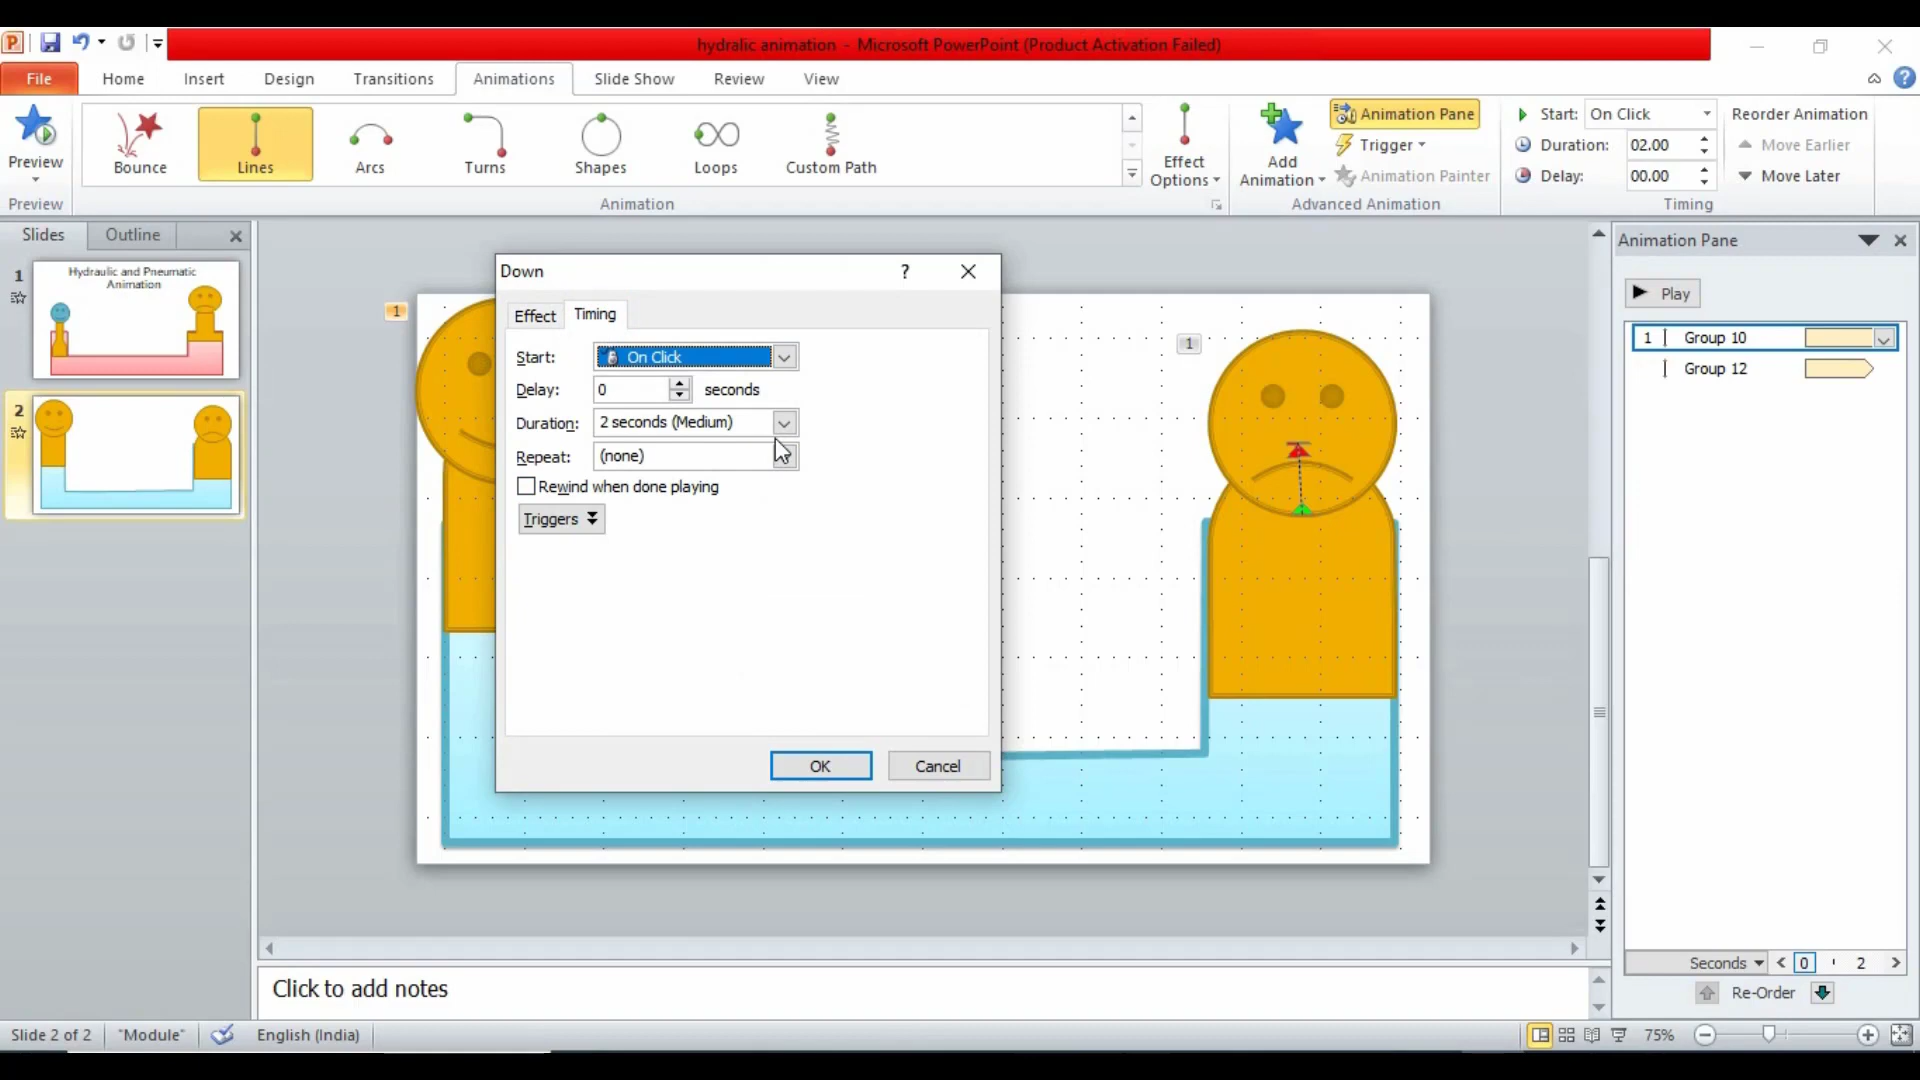 hydralic animation - Microsoft PowerPoint (Product Activation Failed)
File Home Insert Design Transitions Animations Slide Show Review View
Preview
Bounce Lines Arcs Turns Shapes Loops Custom Path
Effect Options
Add Animation
Animation Pane
Trigger
Animation Painter
Start: On Click
Duration: 02.00
Delay: 00.00
Reorder Animation
Move Earlier
Move Later
Preview Animation Advanced Animation Timing
Slides Outline
1
Hydraulic and Pneumatic
Animation
2
1
1
Down
?
Effect Timing
Start: On Click
Delay: 0 seconds
Duration: 2 seconds (Medium)
Repeat: (none)
Rewind when done playing
Triggers
OK Cancel
Animation Pane
Play
1 Group 10
Group 12
Seconds 0 2
Re-Order
Click to add notes
Slide 2 of 2 "Module" English (India) 75%